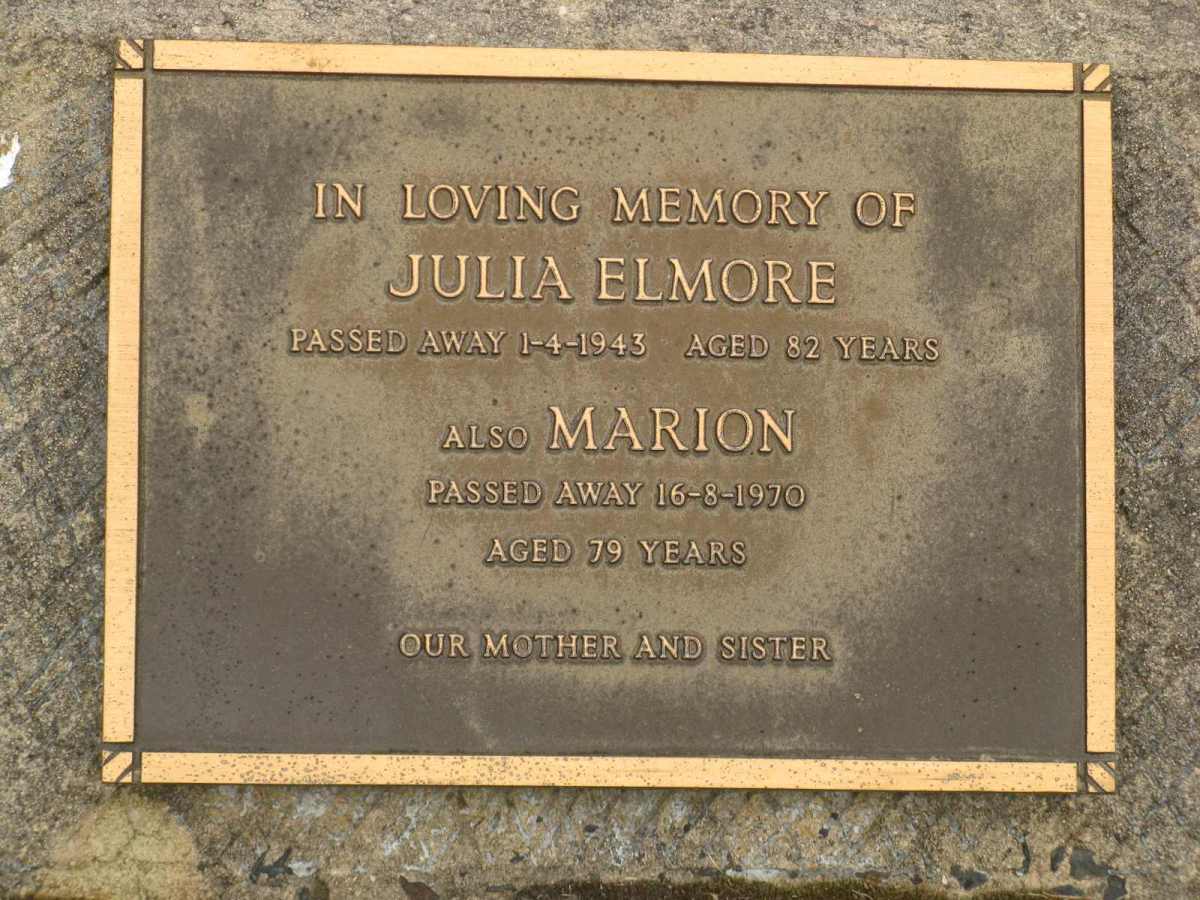 IN LOVING MEMORY OF
JULIA ELMORE
PASSED AWAY 1-4-1943 AGED 82 YEARS
ALSO MARION
PASSED AWAY 16-8-1970
AGED 79 YEARS
OUR MOTHER AND SISTER